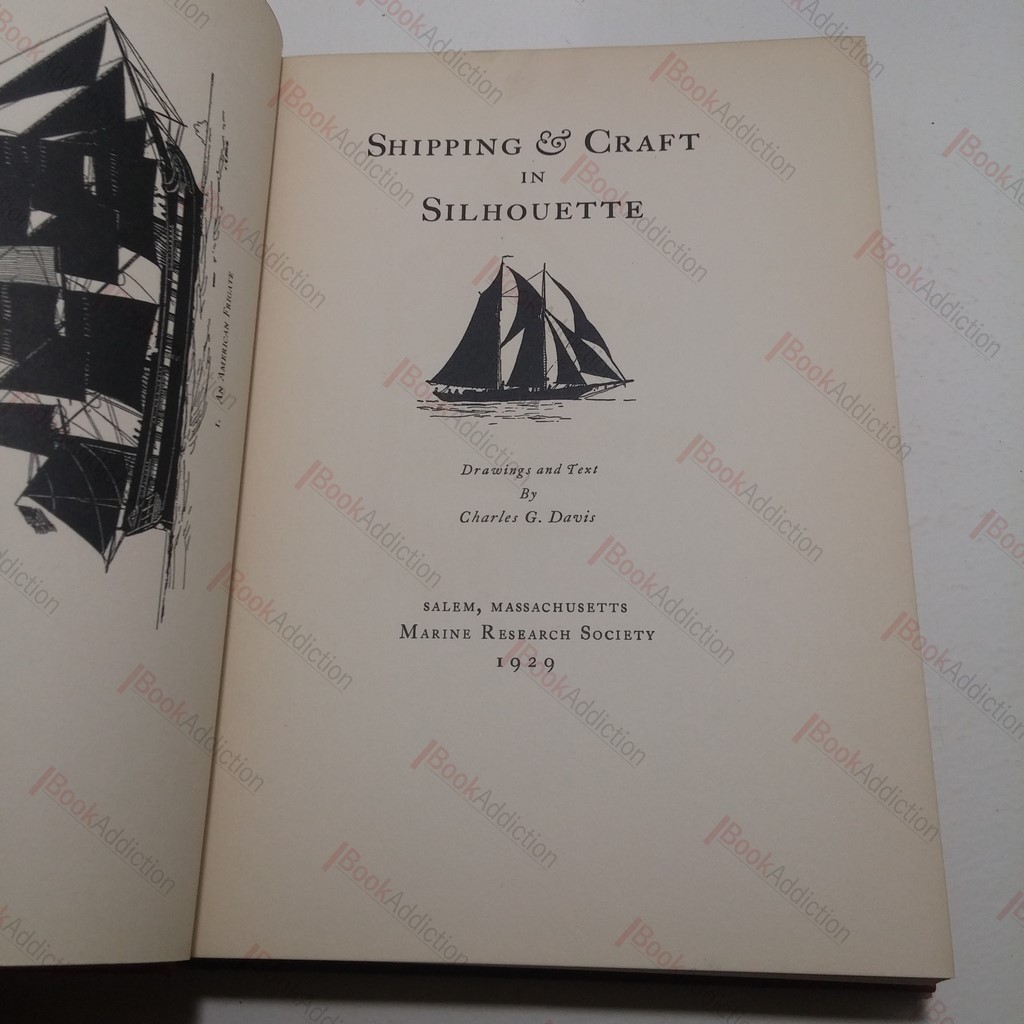 1. An American Frigate
Shipping & Craft
in
Silhouette
Drawings and Text
By
Charles G. Davis
Salem, Massachusetts
Marine Research Society
1929
BookAddiction